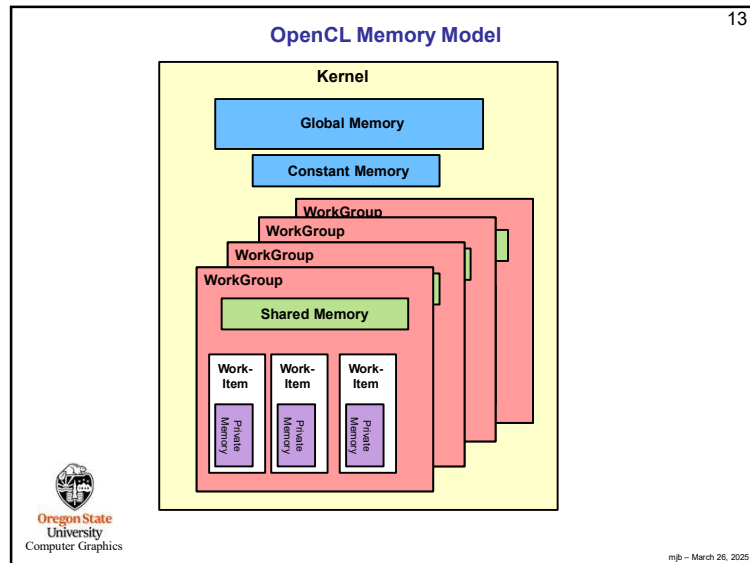 13
OpenCL Memory Model
Kernel
Global Memory
Constant Memory
WorkGroup
WorkGroup
WorkGroup
WorkGroup
Shared Memory
Work-
Item
Work-
Item
Work-
Item
Private
Memory
Private
Memory
Private
Memory
Oregon State
University
Computer Graphics
mjb – March 26, 2025